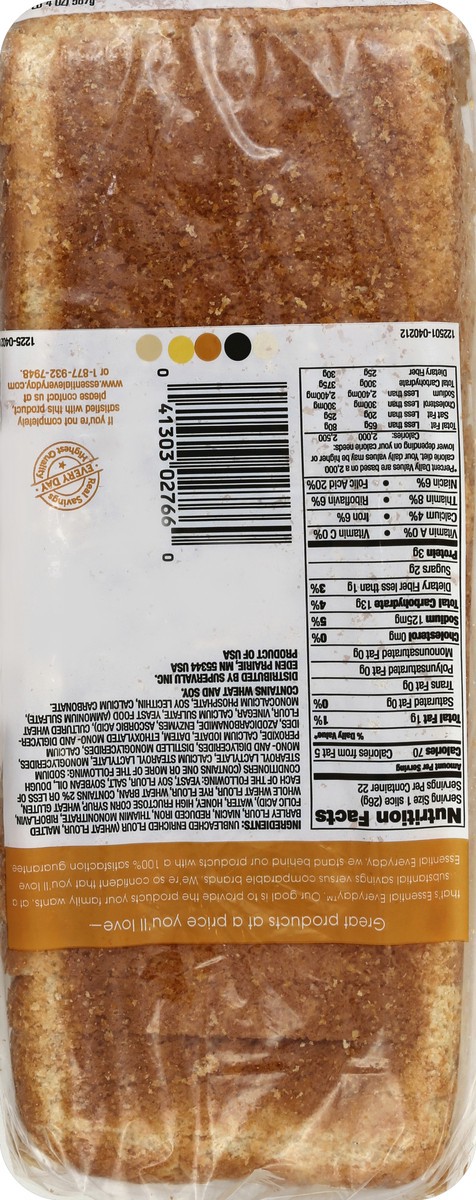 Great products at a price you'll love—
that's Essential Everyday.™ Our goal is to provide the products your family wants, at
substantial savings versus comparable brands. We're so confident that you'll love
Essential Everyday, we stand behind our products with a 100% satisfaction guarantee
Nutrition Facts
Serving Size 1 slice (26g)
Servings Per Container 22
Amount Per Serving
Calories 70 Calories from Fat 5
% Daily Value*
Total Fat 1g 1%
Saturated Fat 0g 0%
Trans Fat 0g
Polyunsaturated Fat 0g
Monounsaturated Fat 0g
Cholesterol 0mg 0%
Sodium 125mg 5%
Total Carbohydrate 13g 4%
Dietary Fiber less than 1g 3%
Sugars 2g
Protein 3g
Vitamin A 0% • Vitamin C 0%
Calcium 4% • Iron 6%
Thiamin 8% • Riboflavin 6%
Niacin 6% • Folic Acid 20%
*Percent Daily Values are based on a 2,000
calorie diet. Your daily values may be higher or
lower depending on your calorie needs:
Calories: 2,000 2,500
Total Fat Less than 65g 80g
Sat Fat Less than 20g 25g
Cholesterol Less than 300mg 300mg
Sodium Less than 2,400mg 2,400mg
Total Carbohydrate 300g 375g
Dietary Fiber 25g 30g
122501-040212
INGREDIENTS: UNBLEACHED ENRICHED FLOUR (WHEAT FLOUR, MALTED
BARLEY FLOUR, NIACIN, REDUCED IRON, THIAMIN MONONITRATE, RIBOFLAVIN,
FOLIC ACID), WATER, HONEY, HIGH FRUCTOSE CORN SYRUP, WHEAT GLUTEN,
WHOLE WHEAT FLOUR, RYE FLOUR, WHEAT BRAN, CONTAINS 2% OR LESS OF
EACH OF THE FOLLOWING: YEAST, SOY FLOUR, SALT, SOYBEAN OIL, DOUGH
CONDITIONERS (CONTAINS ONE OR MORE OF THE FOLLOWING: SODIUM
STEAROYL LACTYLATE, CALCIUM STEAROYL LACTYLATE, MONOGLYCERIDES,
MONO- AND DIGLYCERIDES, DISTILLED MONOGLYCERIDES, CALCIUM
PEROXIDE, CALCIUM IODATE, DATEM, ETHOXYLATED MONO- AND DIGLYCER-
IDES, AZODICARBONAMIDE, ENZYMES, ASCORBIC ACID), CULTURED WHEAT
FLOUR, VINEGAR, CALCIUM SULFATE, YEAST FOOD (AMMONIUM SULFATE),
MONOCALCIUM PHOSPHATE, SOY LECITHIN, CALCIUM CARBONATE.
CONTAINS WHEAT AND SOY.
DISTRIBUTED BY SUPERVALU INC.
EDEN PRAIRIE, MN 55344 USA
PRODUCT OF USA
0 41303 02766 0
Real Savings
EVERY DAY
Highest Quality
If you're not completely
satisfied with this product,
please contact us at
www.essentialeveryday.com
or 1-877-932-7948.